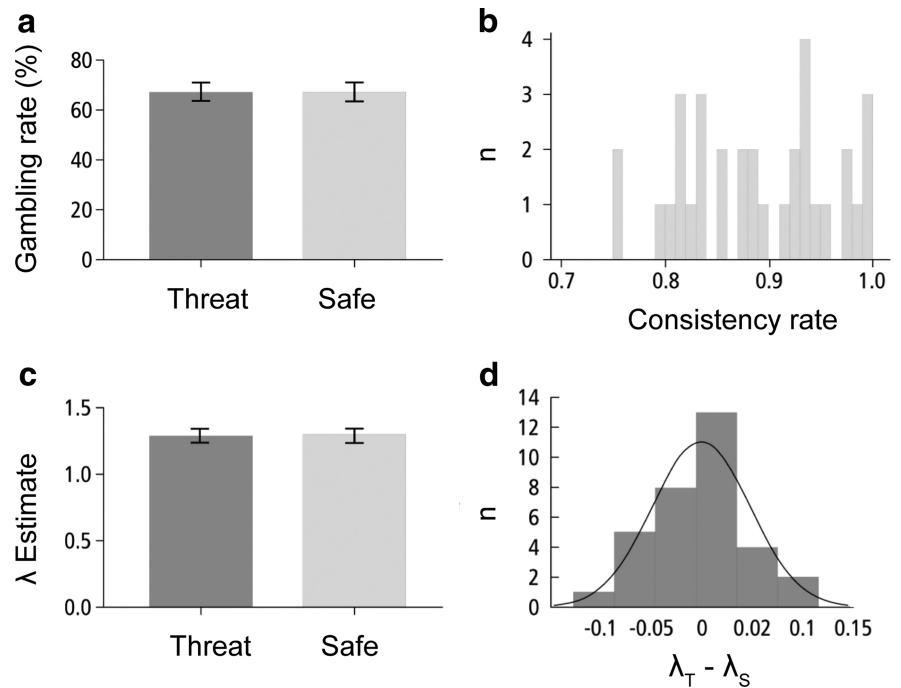 a
Gambling rate (%)
80
60
40
20
0
Threat Safe
b
n
4
3
2
1
0
0.7 0.8 0.9 1.0
Consistency rate
c
λ Estimate
1.5
1.0
0.5
0.0
Threat Safe
d
n
14
12
10
8
6
4
2
0
-0.1 -0.05 0 0.02 0.1 0.15
λT - λS